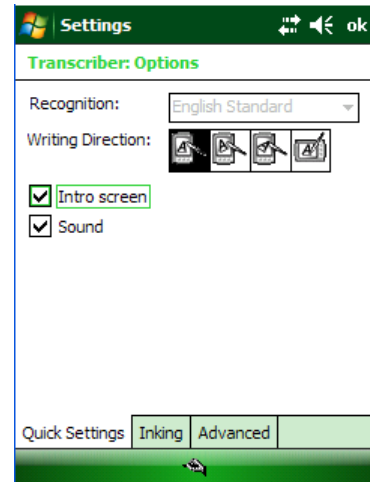 Settings ok
Transcriber: Options
Recognition: English Standard
Writing Direction:
Intro screen
Sound
Quick Settings Inking Advanced